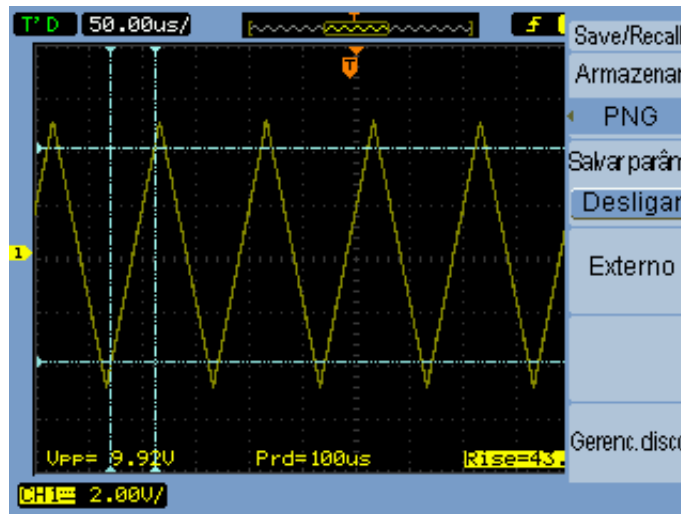 T'D 50.00us/
Save/Recall
T
Armazenar
PNG
Salvar parâm
Desligar
1
Externo
Gerenc.disco
Vpp= 9.92V Prd=100us Rise=43.
CH1 2.00V/